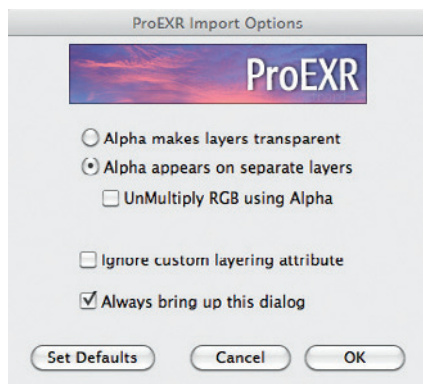 ProEXR Import Options
ProEXR
Alpha makes layers transparent
Alpha appears on separate layers
UnMultiply RGB using Alpha
Ignore custom layering attribute
Always bring up this dialog
Set Defaults Cancel OK